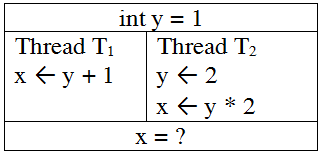 int y = 1
Thread T₁
x ← y + 1
Thread T₂
y ← 2
x ← y * 2
x = ?